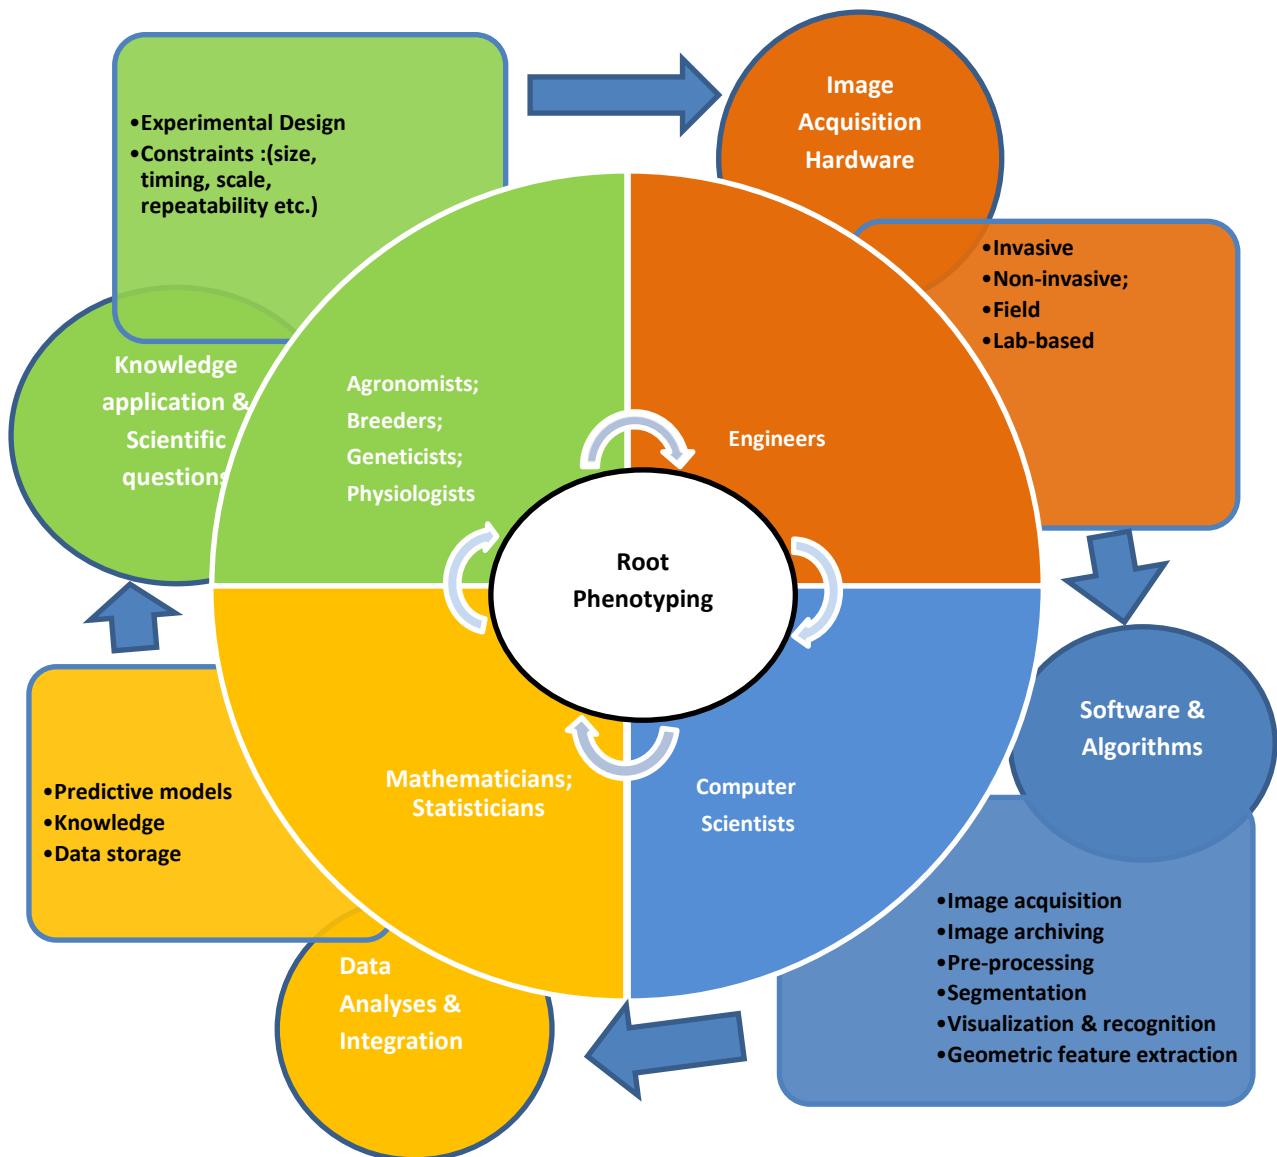 •Experimental Design
•Constraints :(size,
timing, scale,
repeatability etc.)
Image
Acquisition
Hardware
•Invasive
•Non-invasive;
•Field
•Lab-based
Knowledge
application &
Scientific
questions
Agronomists;
Breeders;
Geneticists;
Physiologists
Engineers
Root
Phenotyping
Software &
Algorithms
•Predictive models
•Knowledge
•Data storage
Mathematicians;
Statisticians
Computer
Scientists
•Image acquisition
•Image archiving
•Pre-processing
•Segmentation
•Visualization & recognition
•Geometric feature extraction
Data
Analyses &
Integration